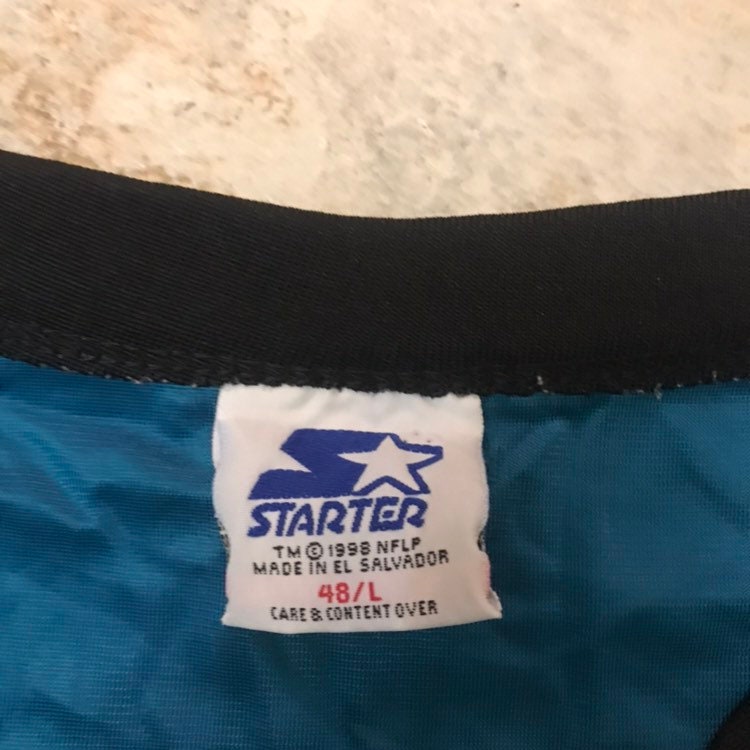 STARTER
TM © 1998 NFLP
MADE IN EL SALVADOR
48/L
CARE & CONTENT OVER